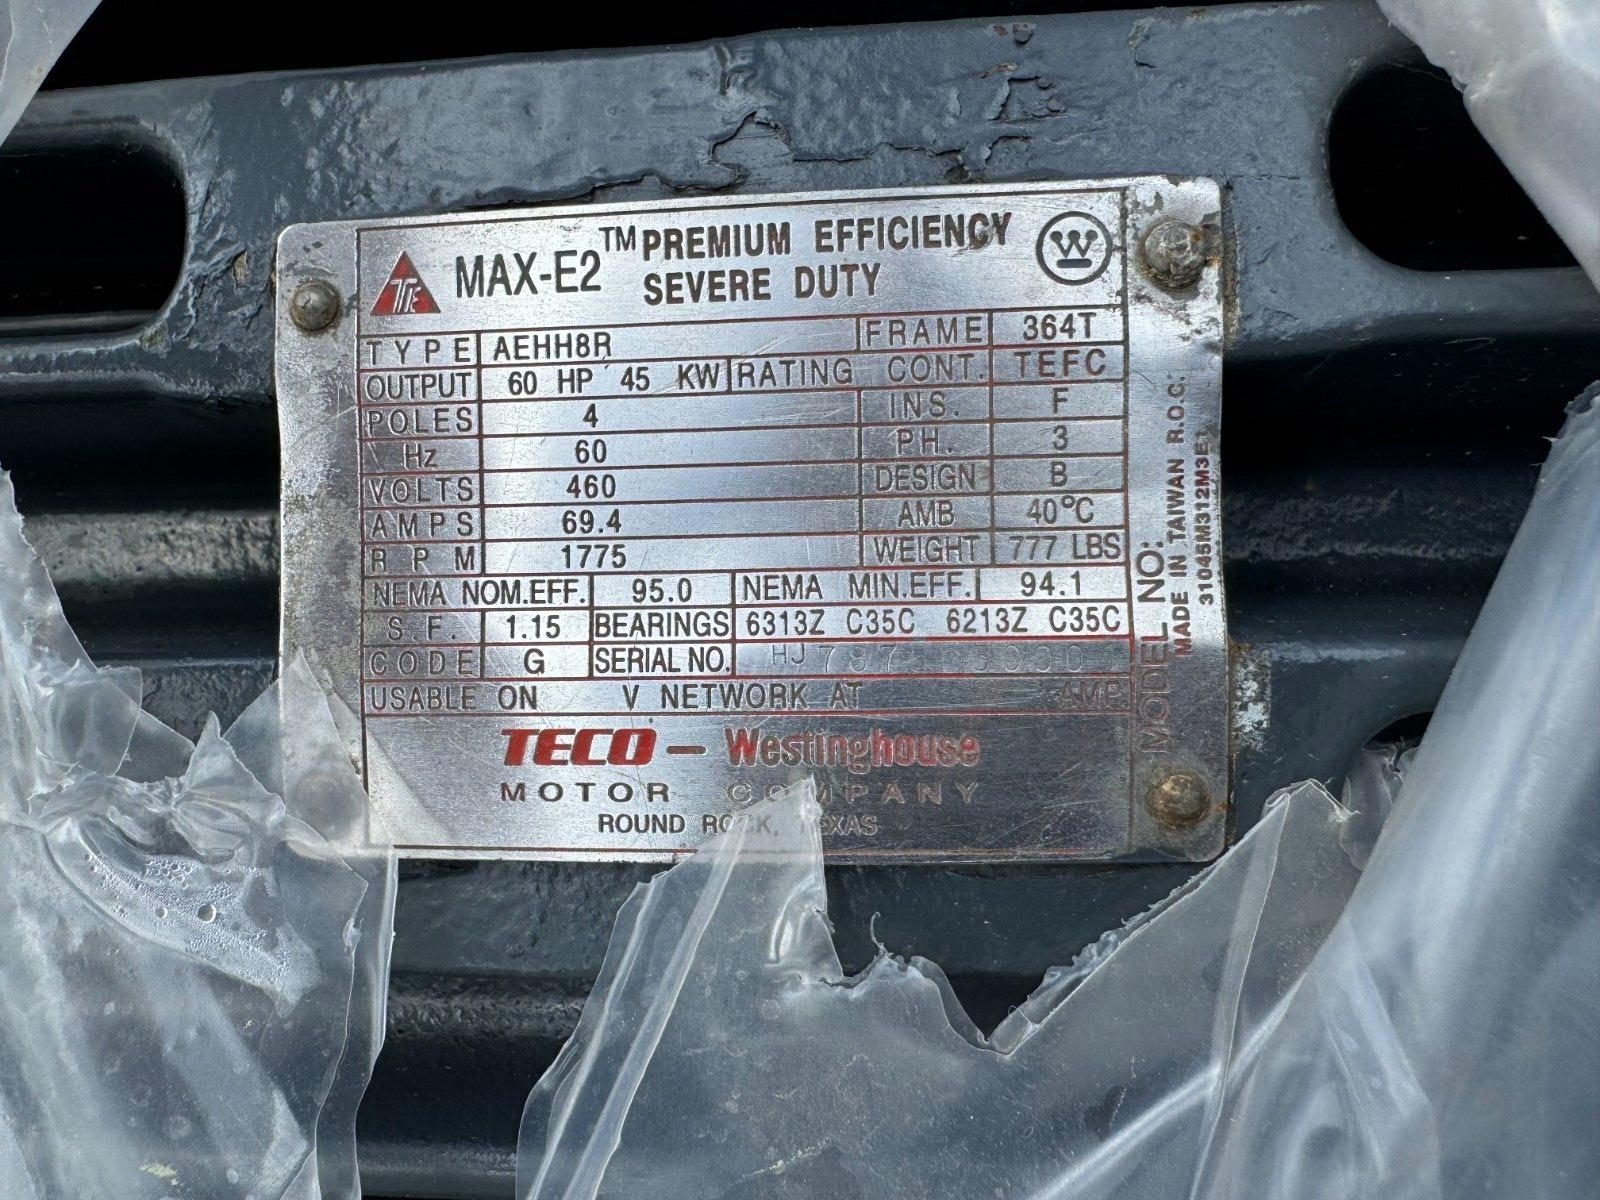 MAX-E2 TM PREMIUM EFFICIENCY
SEVERE DUTY
W
TYPE AEHH8R FRAME 364T
OUTPUT 60 HP 45 KW RATING CONT. TEFC
POLES 4 INS. F
Hz 60 PH. 3
VOLTS 460 DESIGN B
AMPS 69.4 AMB 40°C
RPM 1775 WEIGHT 777 LBS
NEMA NOM.EFF. 95.0 NEMA MIN.EFF. 94.1
S.F. 1.15 BEARINGS 6313Z C35C 6213Z C35C
CODE G SERIAL NO. HJ
USABLE ON V NETWORK AT AMP.
TECO-Westinghouse
MOTOR COMPANY
ROUND ROCK, TEXAS
MODEL NO:
MADE IN TAIWAN R.O.C.